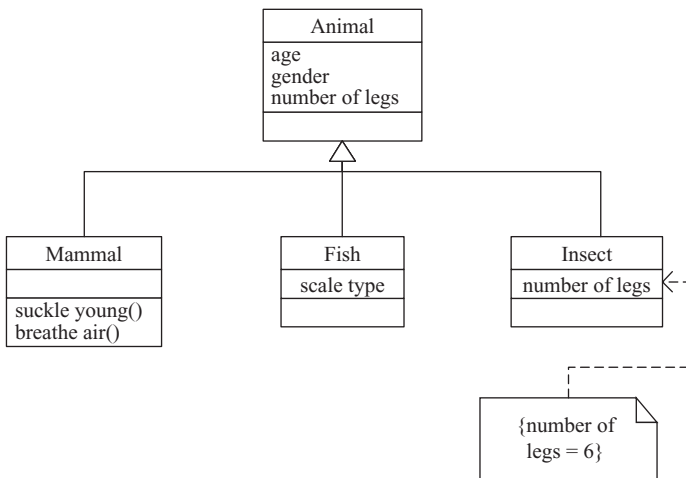 Animal
age
gender
number of legs
Mammal
suckle young()
breathe air()
Fish
scale type
Insect
number of legs
{number of
legs = 6}